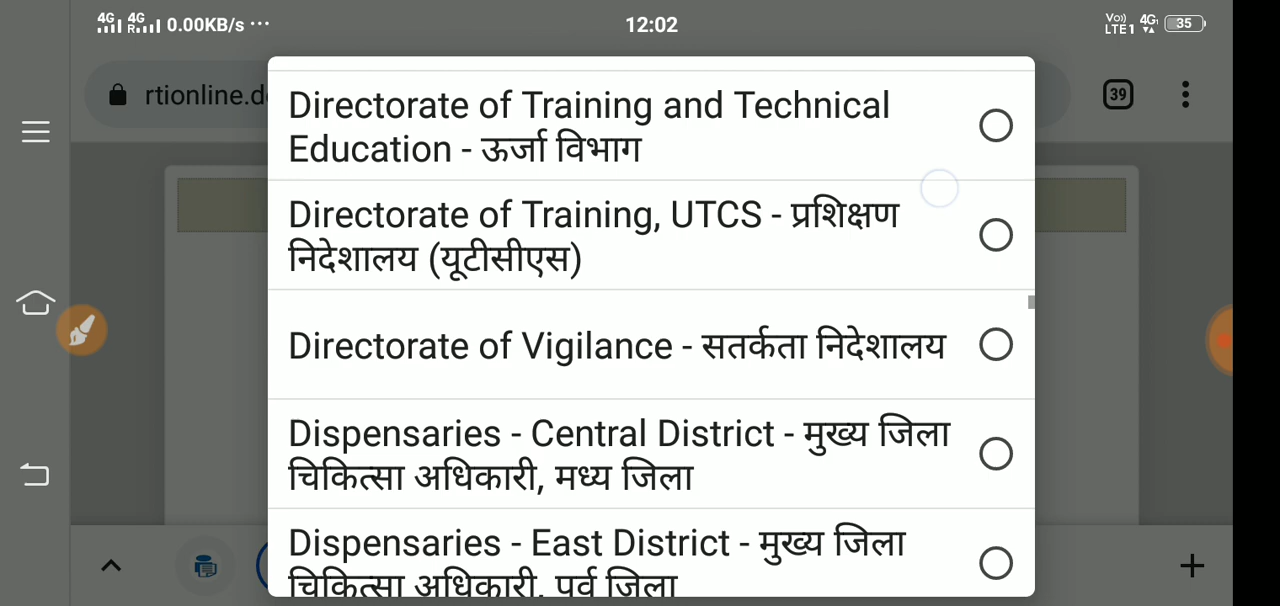 4G 4G R 0.00KB/s ...
12:02
Vo) LTE1 4G 35
rtionline.de
39
Directorate of Training and Technical
Education - ऊर्जा विभाग
Directorate of Training, UTCS - प्रशिक्षण
निदेशालय (यूटीसीएस)
Directorate of Vigilance - सतर्कता निदेशालय
Dispensaries - Central District - मुख्य जिला
चिकित्सा अधिकारी, मध्य जिला
Dispensaries - East District - मुख्य जिला
चिकित्सा अधिकारी, पूर्व जिला